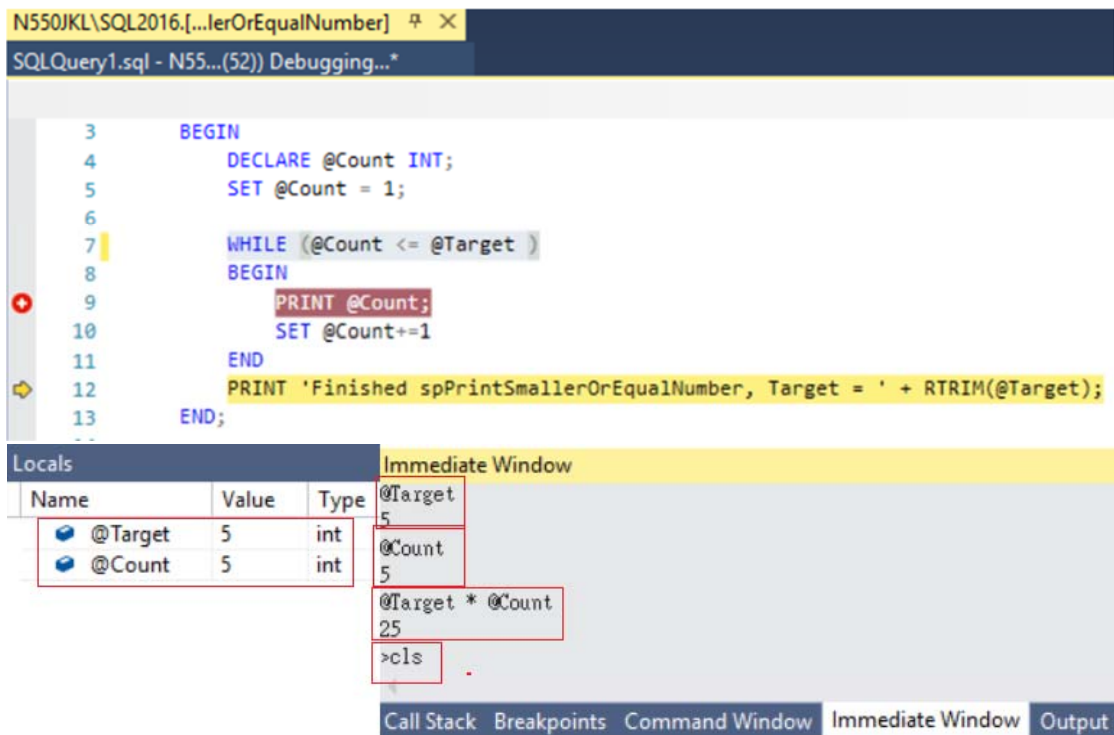 N550JKL\SQL2016.[...lerOrEqualNumber]
SQLQuery1.sql - N55...(52)) Debugging...*
3 BEGIN
4 DECLARE @Count INT;
5 SET @Count = 1;
6
7 WHILE (@Count <= @Target )
8 BEGIN
9 PRINT @Count;
10 SET @Count+=1
11 END
12 PRINT 'Finished spPrintSmallerOrEqualNumber, Target = ' + RTRIM(@Target);
13 END;
Locals
Name Value Type
@Target 5 int
@Count 5 int
Immediate Window
@Target
5
@Count
5
@Target * @Count
25
>cls
Call Stack Breakpoints Command Window Immediate Window Output